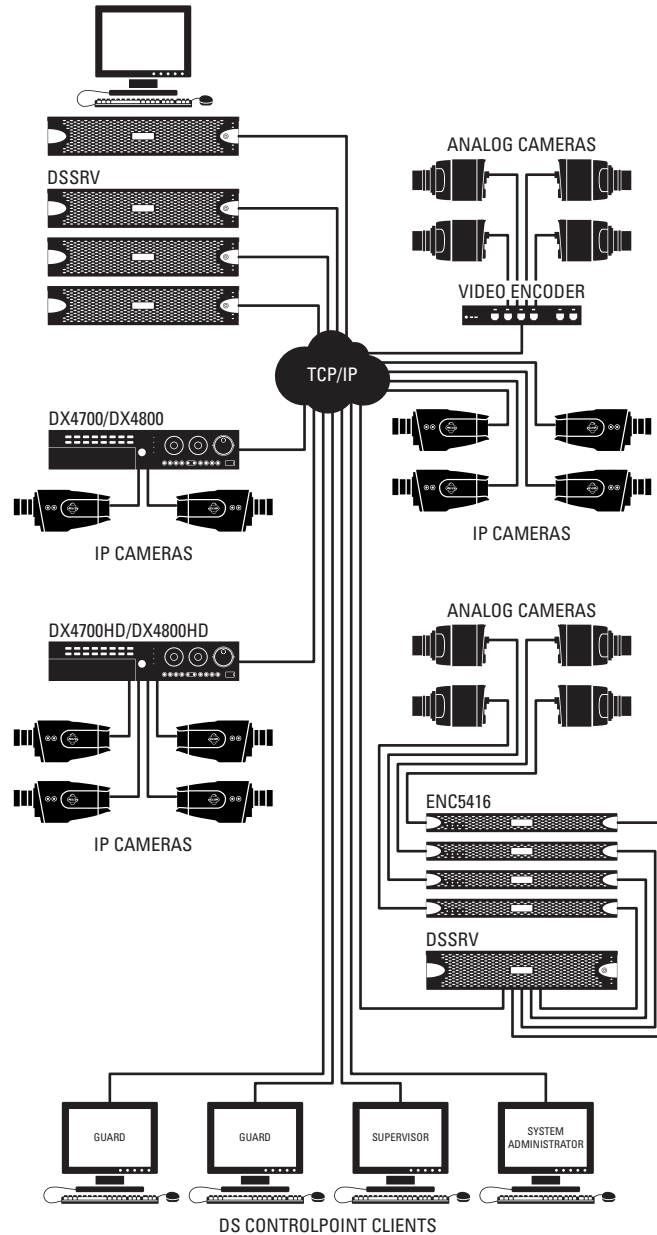 DSSRV
ANALOG CAMERAS
VIDEO ENCODER
TCP/IP
DX4700/DX4800
IP CAMERAS
IP CAMERAS
DX4700HD/DX4800HD
IP CAMERAS
ANALOG CAMERAS
ENC5416
DSSRV
GUARD
GUARD
SUPERVISOR
SYSTEM
ADMINISTRATOR
DS CONTROLPOINT CLIENTS